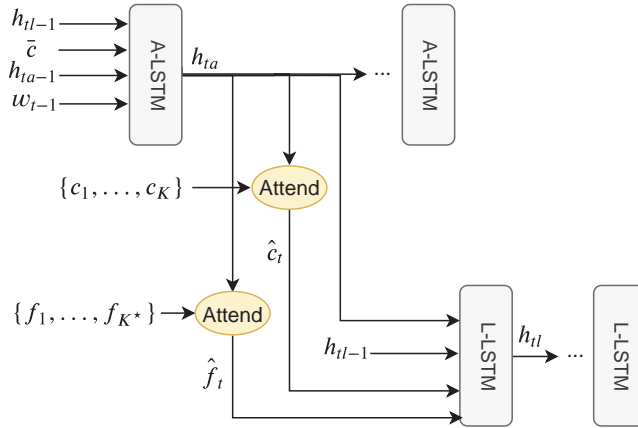 h_{tl-1}
c̄
h_{ta-1}
w_{t-1}
A-LSTM
h_{ta}
...
A-LSTM
{c_1, . . . , c_K}
Attend
ĉ_t
{f_1, . . . , f_{K⋆}}
Attend
f̂_t
h_{tl-1}
L-LSTM
h_{tl}
...
L-LSTM